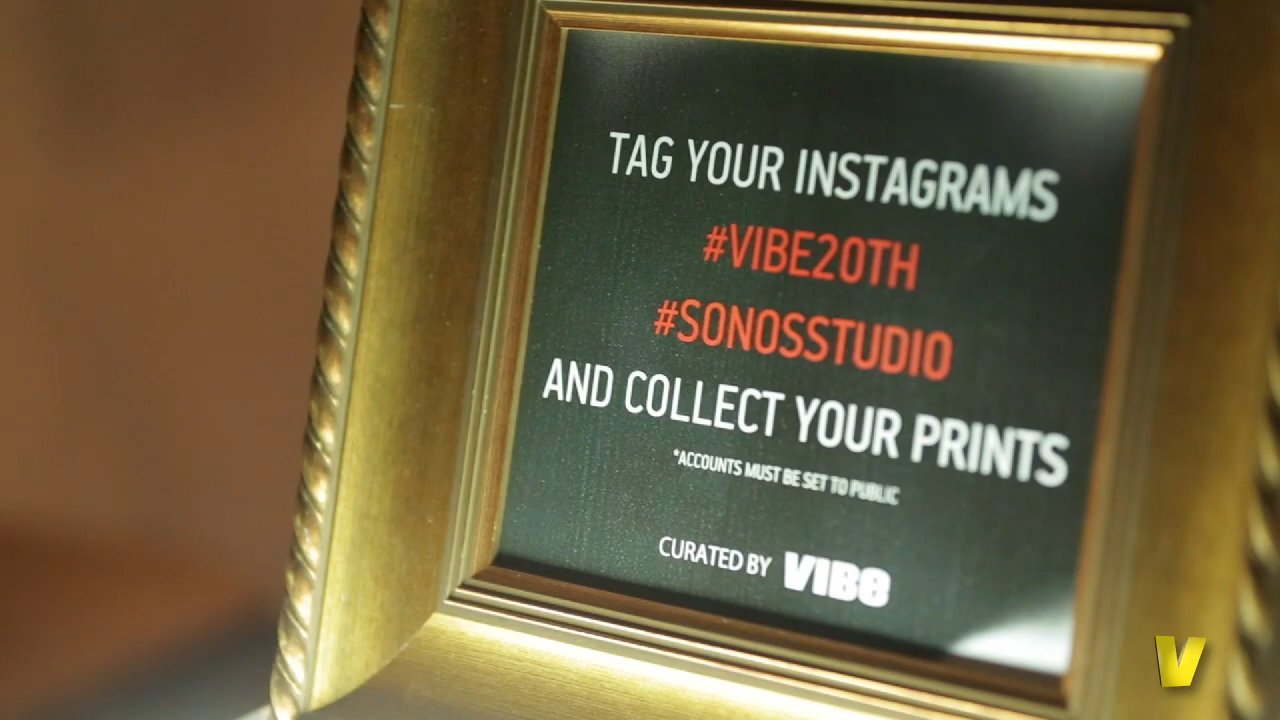 TAG YOUR INSTAGRAMS
#VIBE20TH
#SONOSSTUDIO
AND COLLECT YOUR PRINTS
*ACCOUNTS MUST BE SET TO PUBLIC
CURATED BY VIBE
V